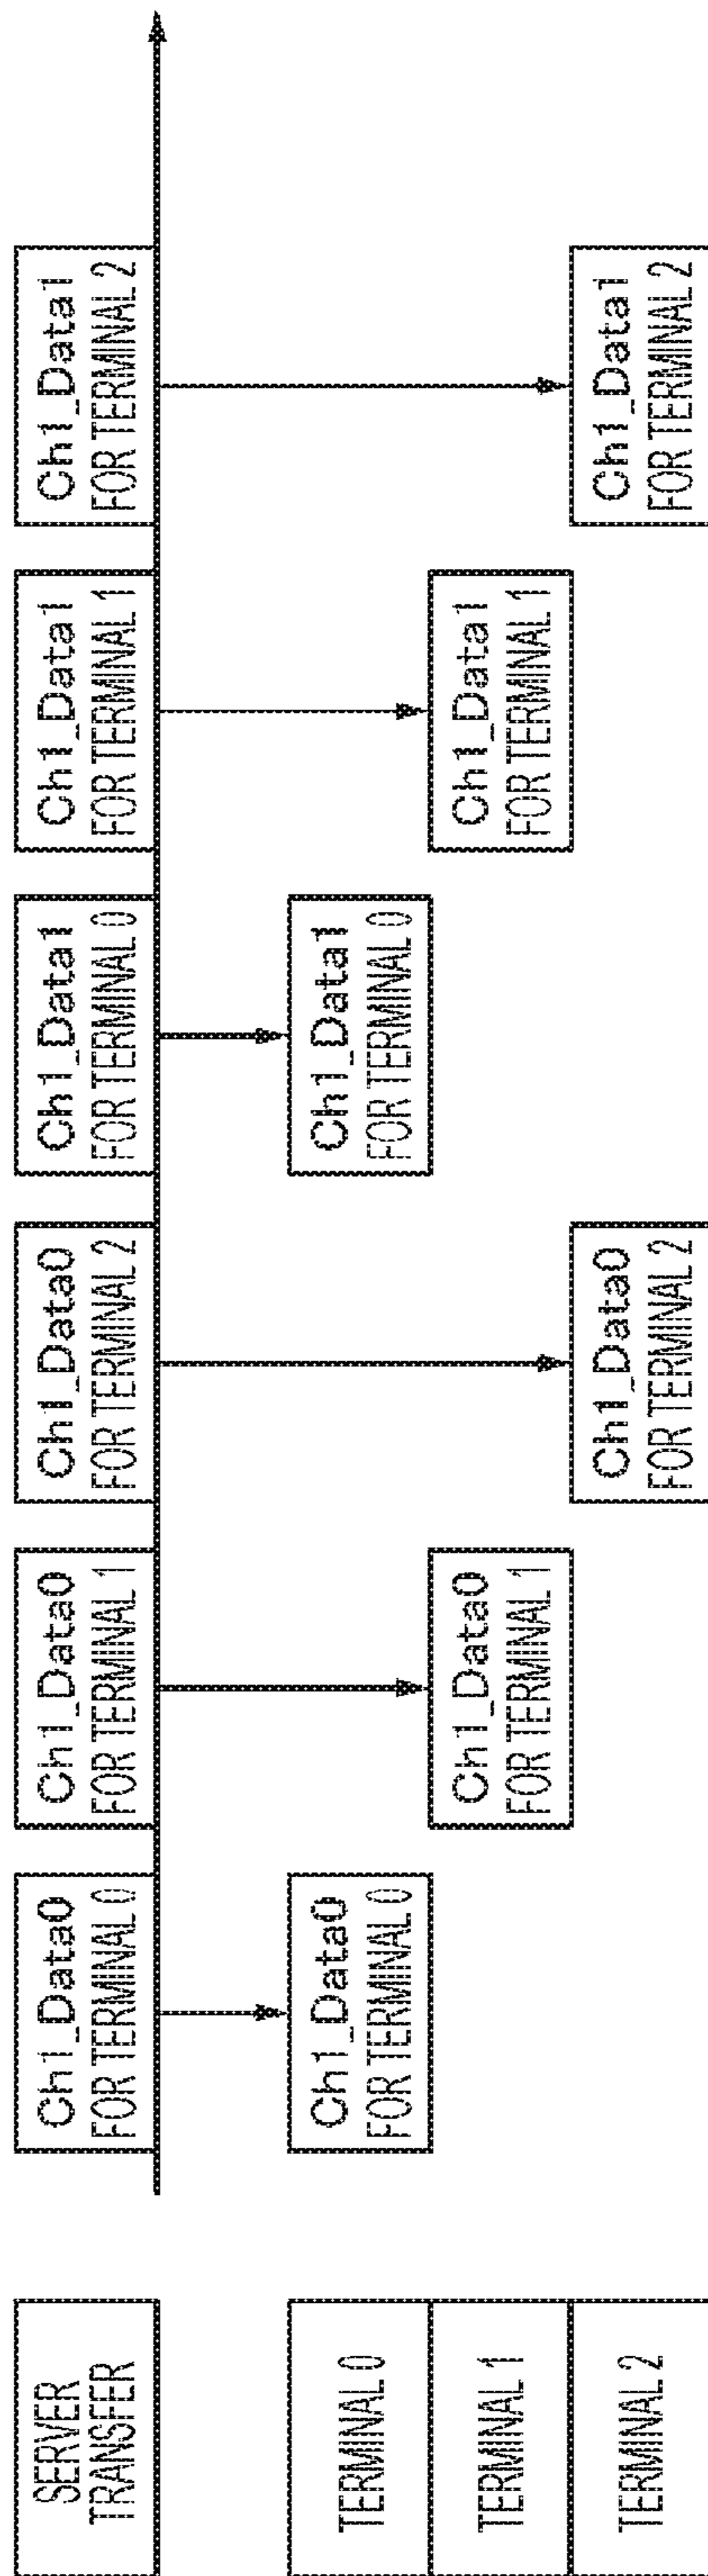 SERVER
TRANSFER
Ch1_Data0
FOR TERMINAL 0
Ch1_Data0
FOR TERMINAL 1
Ch1_Data0
FOR TERMINAL 2
Ch1_Data1
FOR TERMINAL 0
Ch1_Data1
FOR TERMINAL 1
Ch1_Data1
FOR TERMINAL 2
TERMINAL 0
Ch1_Data0
FOR TERMINAL 0
Ch1_Data1
FOR TERMINAL 0
TERMINAL 1
Ch1_Data0
FOR TERMINAL 1
Ch1_Data1
FOR TERMINAL 1
TERMINAL 2
Ch1_Data0
FOR TERMINAL 2
Ch1_Data1
FOR TERMINAL 2